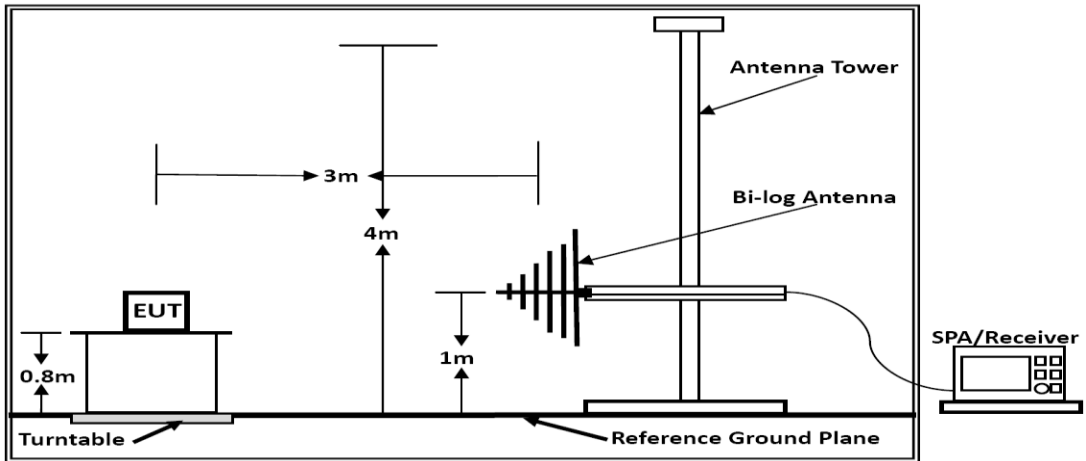 Antenna Tower
3m
Bi-log Antenna
4m
EUT
SPA/Receiver
1m
0.8m
Turntable
Reference Ground Plane